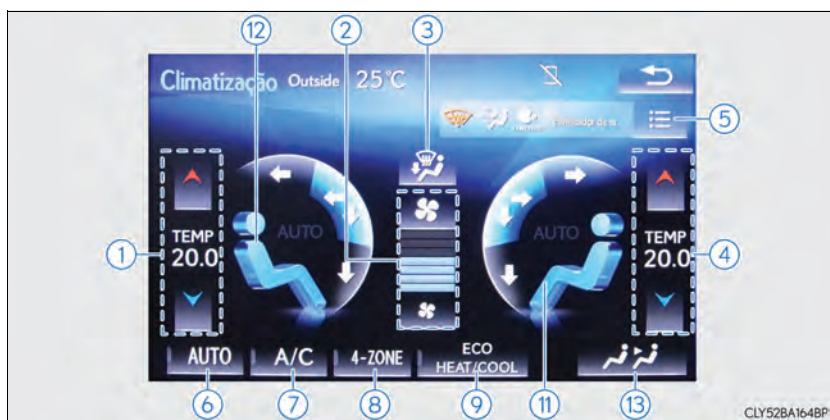 12 2 3
Climatização Outside 25°C
5
AUTO AUTO
TEMP
20.0
TEMP
20.0
1
4
AUTO A/C 4-ZONE ECO HEAT/COOL
6 7 8 9 11 13
CLY52BA164BP